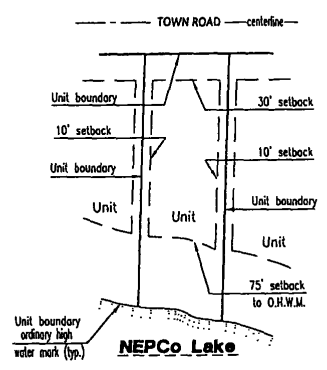 TOWN ROAD —centerline—
Unit boundary
30' setback
10' setback
10' setback
Unit boundary
Unit boundary
Unit
Unit
Unit
75' setback
to O.H.W.M.
Unit boundary
ordinary high
water mark (typ.)
NEPCo Lake